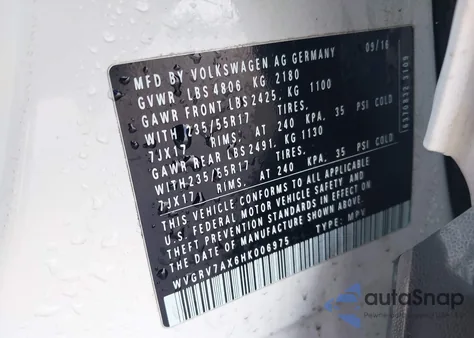 MFD BY VOLKSWAGEN AG GERMANY 09/16
GVWR LBS 4806 KG 2180
GAWR FRONT LBS 2425, KG 1100
WITH 235/55R17 TIRES,
7JX17 RIMS, AT 240 KPA, 35 PSI COLD
GAWR REAR LBS 2491, KG 1130
WITH 235/55R17 TIRES,
7JX17 RIMS, AT 240 KPA, 35 PSI COLD
THIS VEHICLE CONFORMS TO ALL APPLICABLE
U.S. FEDERAL MOTOR VEHICLE SAFETY AND
THEFT PREVENTION STANDARDS IN EFFECT ON
THE DATE OF MANUFACTURE SHOWN ABOVE.
WVGRV7AX6HK006975 TYPE: MPV
autoSnap